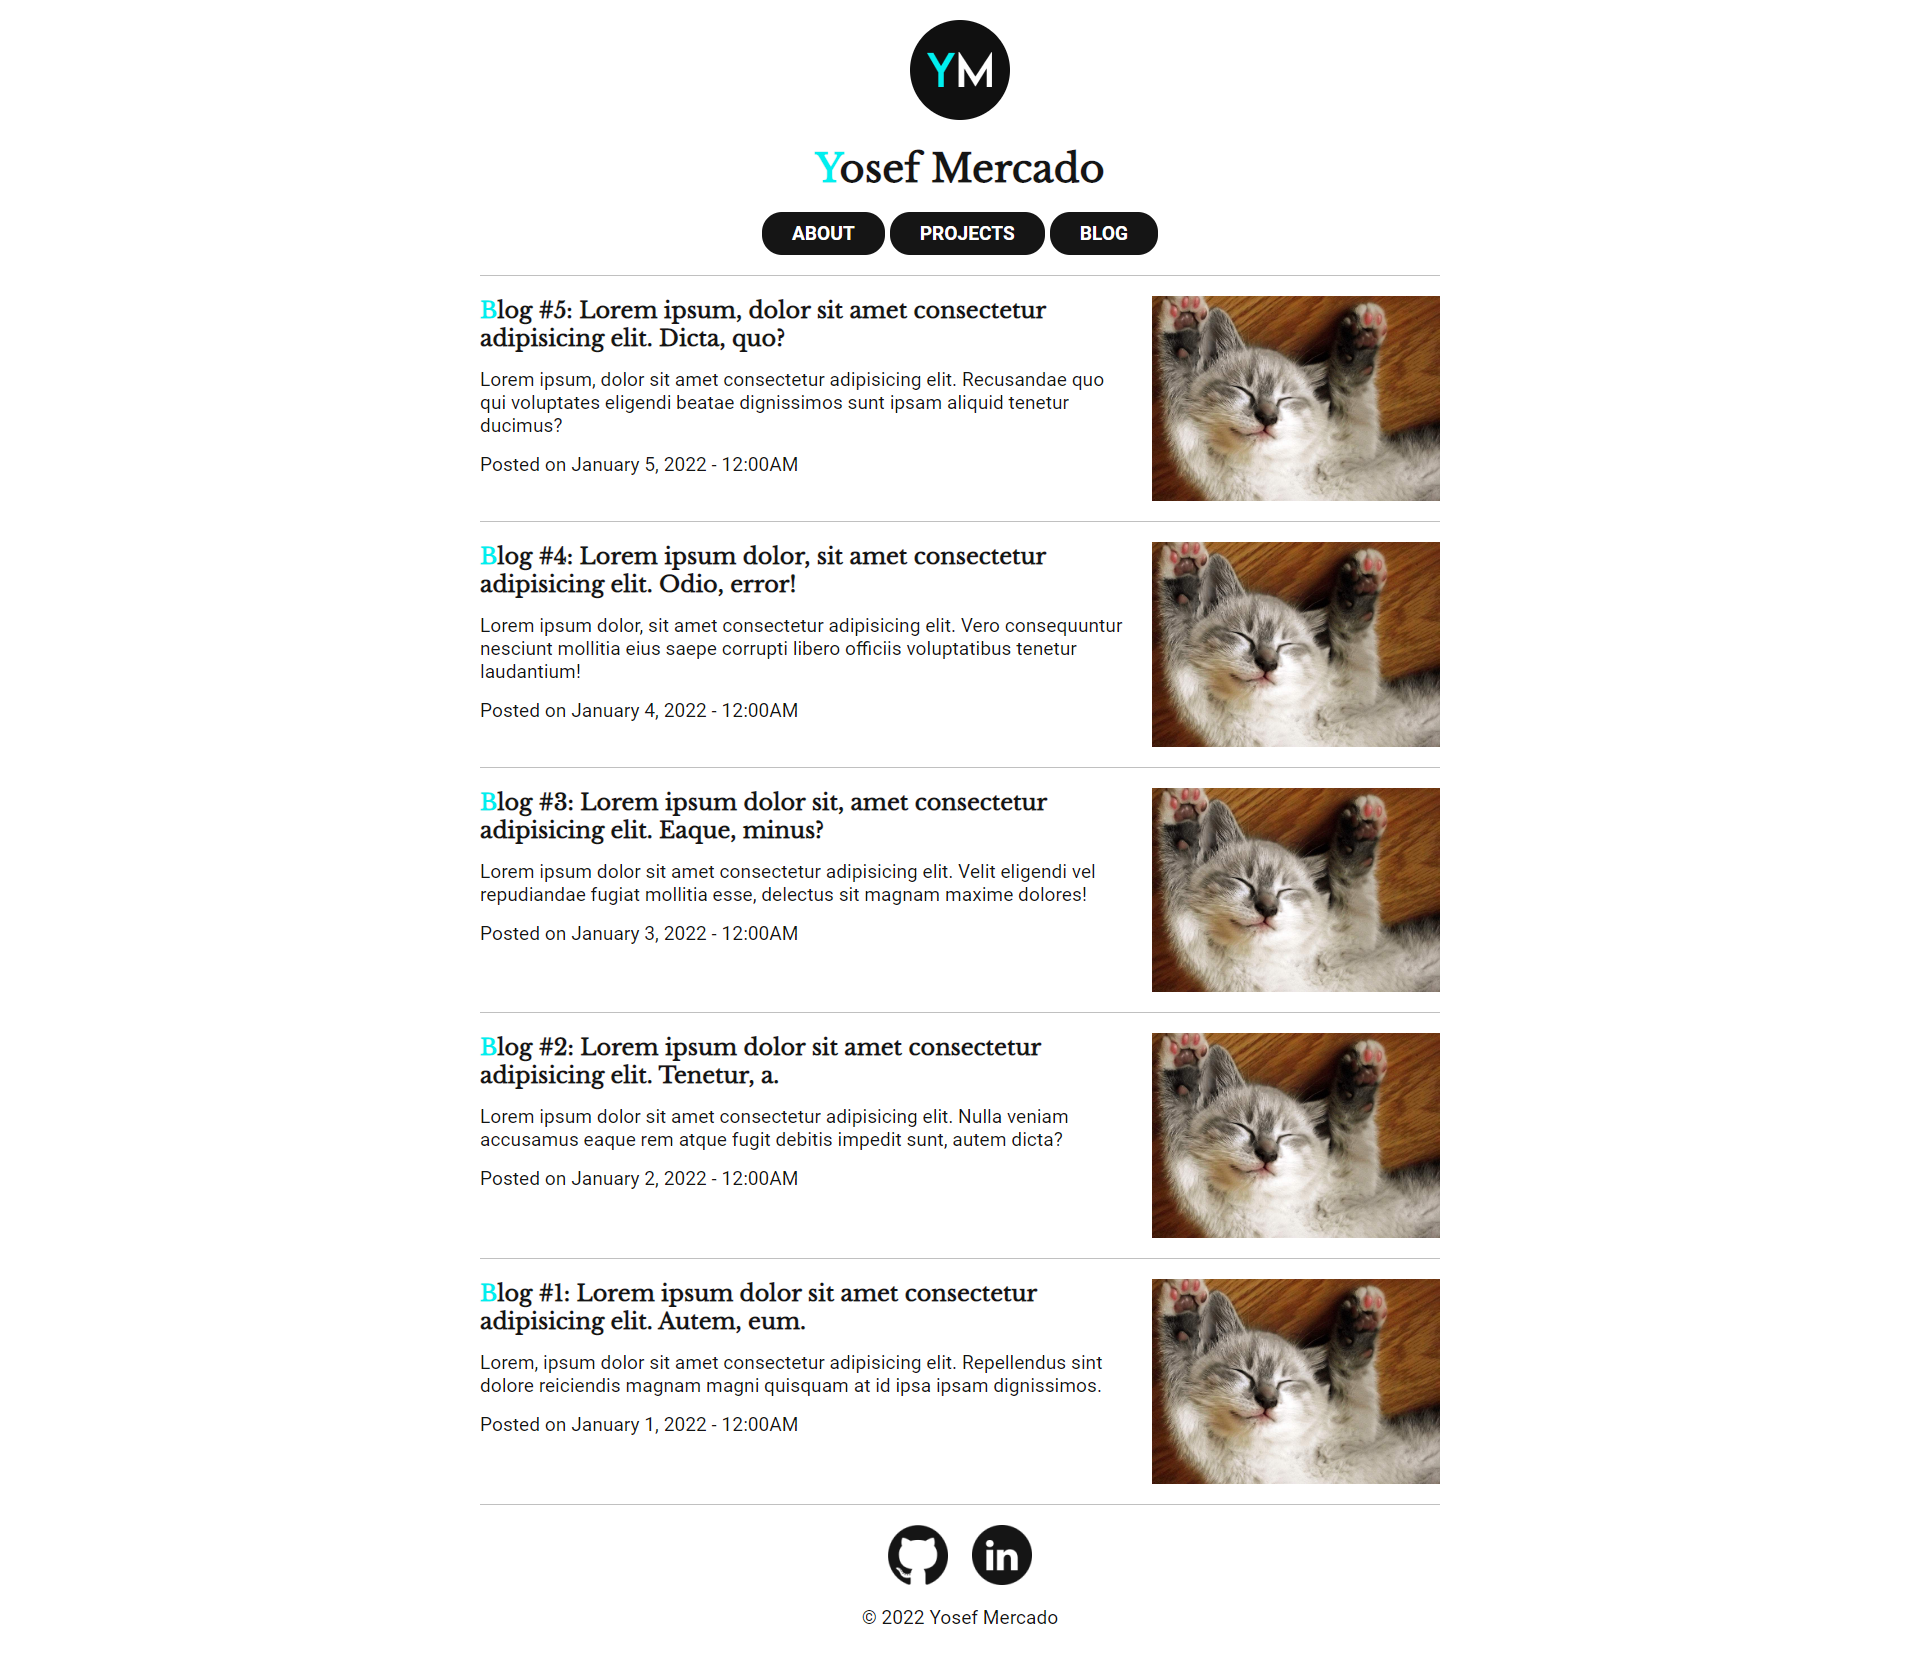 YM
Yosef Mercado
ABOUT PROJECTS BLOG
Blog #5: Lorem ipsum, dolor sit amet consectetur
adipisicing elit. Dicta, quo?
Lorem ipsum, dolor sit amet consectetur adipisicing elit. Recusandae quo
qui voluptates eligendi beatae dignissimos sunt ipsam aliquid tenetur
ducimus?
Posted on January 5, 2022 - 12:00AM
Blog #4: Lorem ipsum dolor, sit amet consectetur
adipisicing elit. Odio, error!
Lorem ipsum dolor, sit amet consectetur adipisicing elit. Vero consequuntur
nesciunt mollitia eius saepe corrupti libero officiis voluptatibus tenetur
laudantium!
Posted on January 4, 2022 - 12:00AM
Blog #3: Lorem ipsum dolor sit, amet consectetur
adipisicing elit. Eaque, minus?
Lorem ipsum dolor sit amet consectetur adipisicing elit. Velit eligendi vel
repudiandae fugiat mollitia esse, delectus sit magnam maxime dolores!
Posted on January 3, 2022 - 12:00AM
Blog #2: Lorem ipsum dolor sit amet consectetur
adipisicing elit. Tenetur, a.
Lorem ipsum dolor sit amet consectetur adipisicing elit. Nulla veniam
accusamus eaque rem atque fugit debitis impedit sunt, autem dicta?
Posted on January 2, 2022 - 12:00AM
Blog #1: Lorem ipsum dolor sit amet consectetur
adipisicing elit. Autem, eum.
Lorem, ipsum dolor sit amet consectetur adipisicing elit. Repellendus sint
dolore reiciendis magnam magni quisquam at id ipsa ipsam dignissimos.
Posted on January 1, 2022 - 12:00AM
in
© 2022 Yosef Mercado